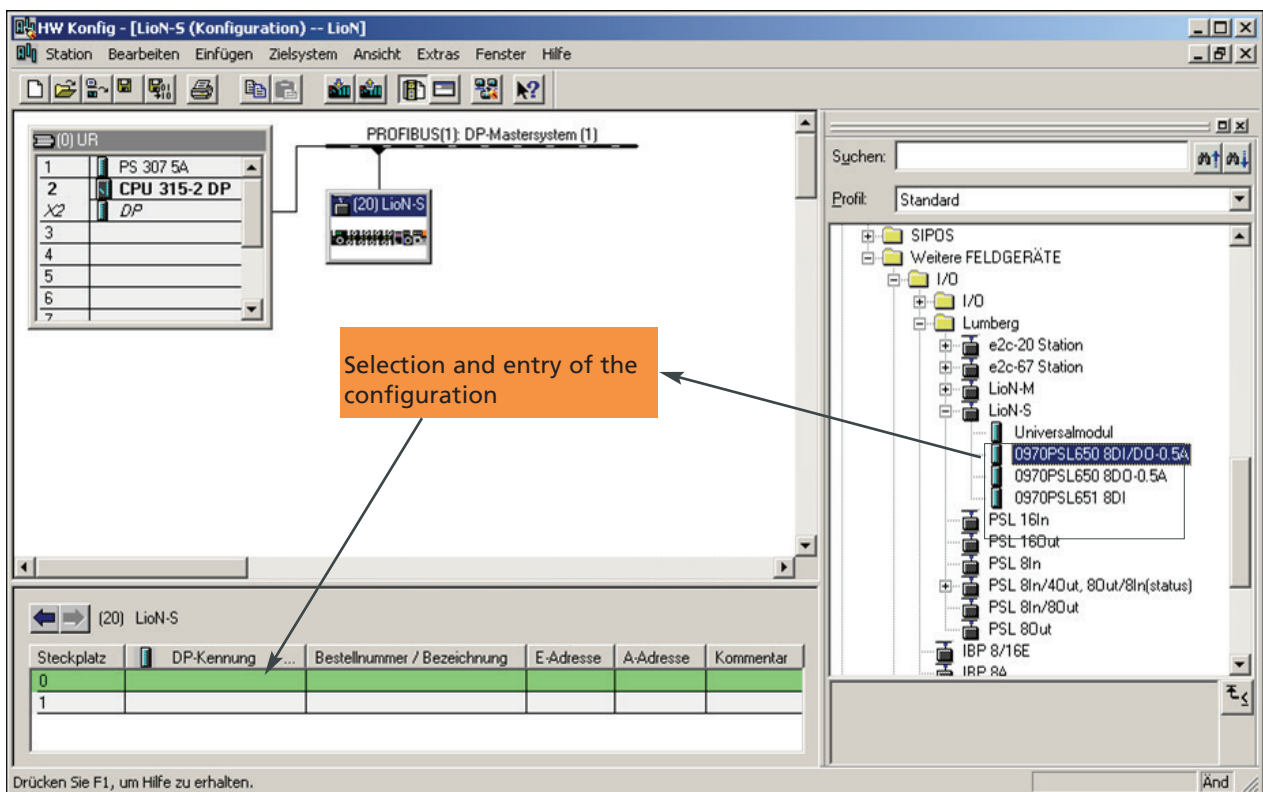 HW Konfig - [LioN-S (Konfiguration) -- LioN]
Station Bearbeiten Einfügen Zielsystem Ansicht Extras Fenster Hilfe
(0) UR
1 PS 307 5A
2 CPU 315-2 DP
X2 DP
3
4
5
6
7
PROFIBUS(1): DP-Mastersystem (1)
(20) LioN-S
Selection and entry of the
configuration
Suchen:
Profil: Standard
SIPOS
Weitere FELDGERÄTE
I/O
I/O
Lumberg
e2c-20 Station
e2c-67 Station
LioN-M
LioN-S
Universalmodul
0970PSL650 8DI/DO-0.5A
0970PSL650 8DO-0.5A
0970PSL651 8DI
PSL 16In
PSL 16Out
PSL 8In
PSL 8In/4Out, 8Out/8In(status)
PSL 8In/8Out
PSL 8Out
IBP 8/16E
IBP 8A
(20) LioN-S
Steckplatz DP-Kennung ... Bestellnummer / Bezeichnung E-Adresse A-Adresse Kommentar
0
1
Drücken Sie F1, um Hilfe zu erhalten. Änd